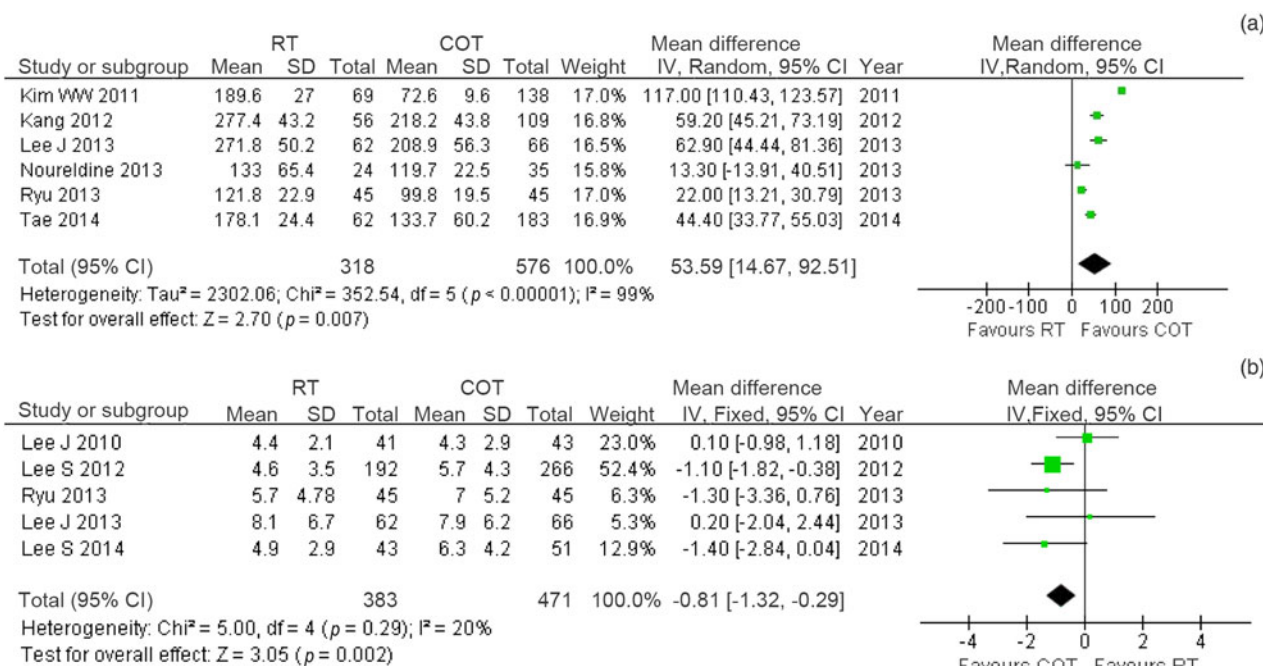 (a)
RT COT Mean difference Mean difference
Study or subgroup Mean SD Total Mean SD Total Weight IV, Random, 95% CI Year IV,Random, 95% CI
Kim WW 2011 189.6 27 69 72.6 9.6 138 17.0% 117.00 [110.43, 123.57] 2011
Kang 2012 277.4 43.2 56 218.2 43.8 109 16.8% 59.20 [45.21, 73.19] 2012
Lee J 2013 271.8 50.2 62 208.9 56.3 66 16.5% 62.90 [44.44, 81.36] 2013
Noureldine 2013 133 65.4 24 119.7 22.5 35 15.8% 13.30 [-13.91, 40.51] 2013
Ryu 2013 121.8 22.9 45 99.8 19.5 45 17.0% 22.00 [13.21, 30.79] 2013
Tae 2014 178.1 24.4 62 133.7 60.2 183 16.9% 44.40 [33.77, 55.03] 2014
Total (95% CI) 318 576 100.0% 53.59 [14.67, 92.51]
Heterogeneity: Tau² = 2302.06; Chi² = 352.54, df = 5 (p < 0.00001); I² = 99%
Test for overall effect: Z = 2.70 (p = 0.007)
-200 -100 0 100 200
Favours RT Favours COT
(b)
RT COT Mean difference Mean difference
Study or subgroup Mean SD Total Mean SD Total Weight IV, Fixed, 95% CI Year IV,Fixed, 95% CI
Lee J 2010 4.4 2.1 41 4.3 2.9 43 23.0% 0.10 [-0.98, 1.18] 2010
Lee S 2012 4.6 3.5 192 5.7 4.3 266 52.4% -1.10 [-1.82, -0.38] 2012
Ryu 2013 5.7 4.78 45 7 5.2 45 6.3% -1.30 [-3.36, 0.76] 2013
Lee J 2013 8.1 6.7 62 7.9 6.2 66 5.3% 0.20 [-2.04, 2.44] 2013
Lee S 2014 4.9 2.9 43 6.3 4.2 51 12.9% -1.40 [-2.84, 0.04] 2014
Total (95% CI) 383 471 100.0% -0.81 [-1.32, -0.29]
Heterogeneity: Chi² = 5.00, df = 4 (p = 0.29); I² = 20%
Test for overall effect: Z = 3.05 (p = 0.002)
-4 -2 0 2 4
Favours COT Favours RT